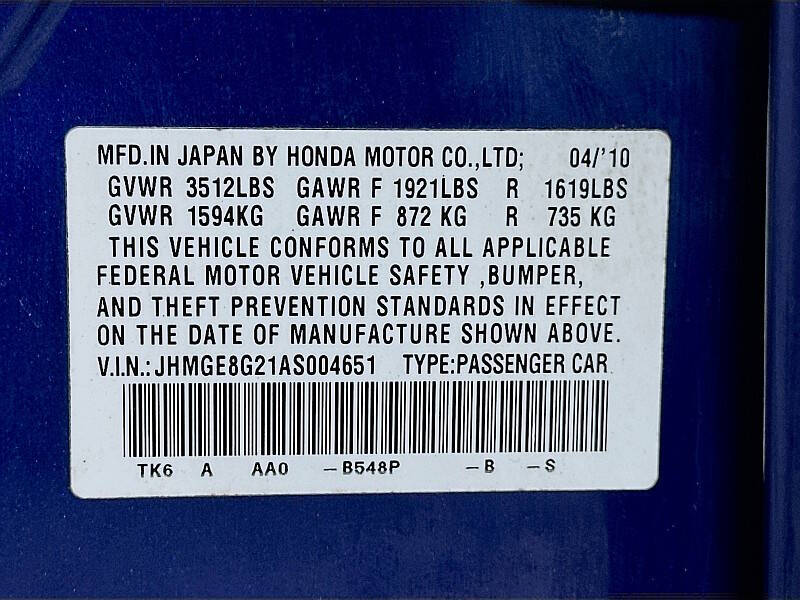 MFD.IN JAPAN BY HONDA MOTOR CO.,LTD; 04/'10
GVWR 3512LBS GAWR F 1921LBS R 1619LBS
GVWR 1594KG GAWR F 872 KG R 735 KG
THIS VEHICLE CONFORMS TO ALL APPLICABLE
FEDERAL MOTOR VEHICLE SAFETY ,BUMPER,
AND THEFT PREVENTION STANDARDS IN EFFECT
ON THE DATE OF MANUFACTURE SHOWN ABOVE.
V.I.N.:JHMGE8G21AS004651 TYPE:PASSENGER CAR
TK6 A AA0 -B548P -B -S